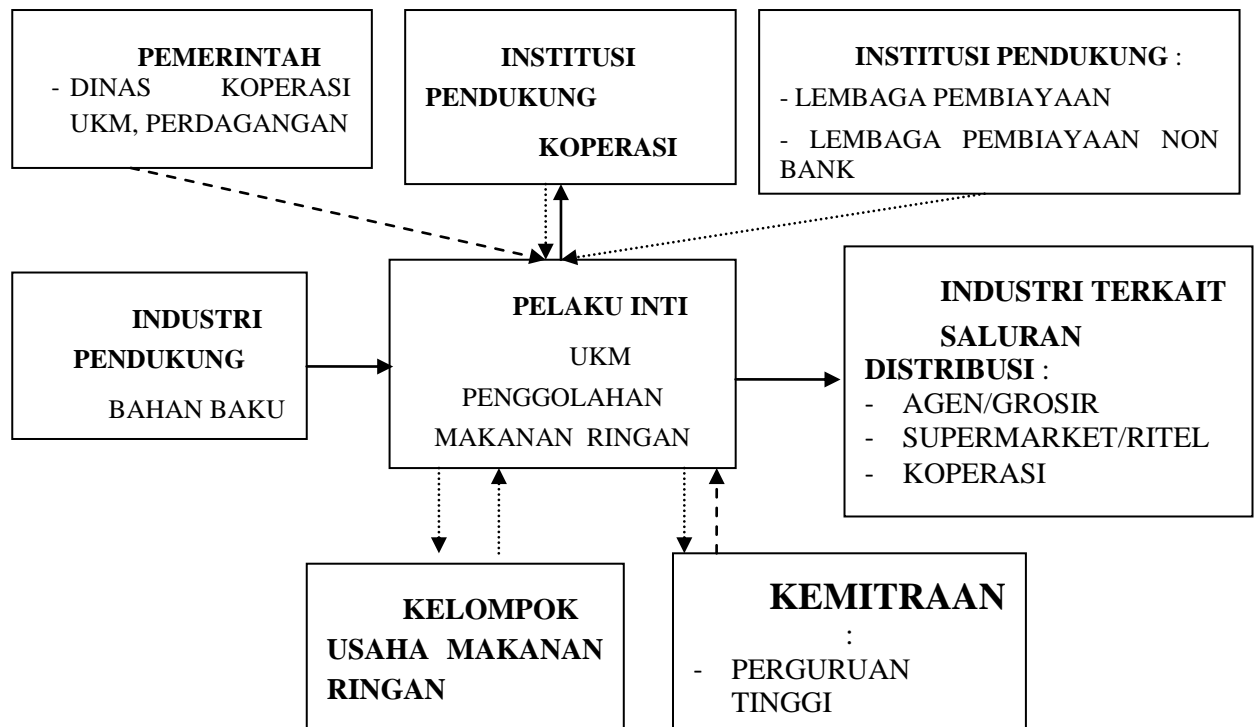 PEMERINTAH
- DINAS KOPERASI
UKM, PERDAGANGAN
INSTITUSI
PENDUKUNG
KOPERASI
INSTITUSI PENDUKUNG :
- LEMBAGA PEMBIAYAAN
- LEMBAGA PEMBIAYAAN NON
BANK
INDUSTRI
PENDUKUNG
BAHAN BAKU
PELAKU INTI
UKM
PENGGOLAHAN
MAKANAN RINGAN
INDUSTRI TERKAIT
SALURAN
DISTRIBUSI :
- AGEN/GROSIR
- SUPERMARKET/RITEL
- KOPERASI
KELOMPOK
USAHA MAKANAN
RINGAN
KEMITRAAN
:
- PERGURUAN
TINGGI